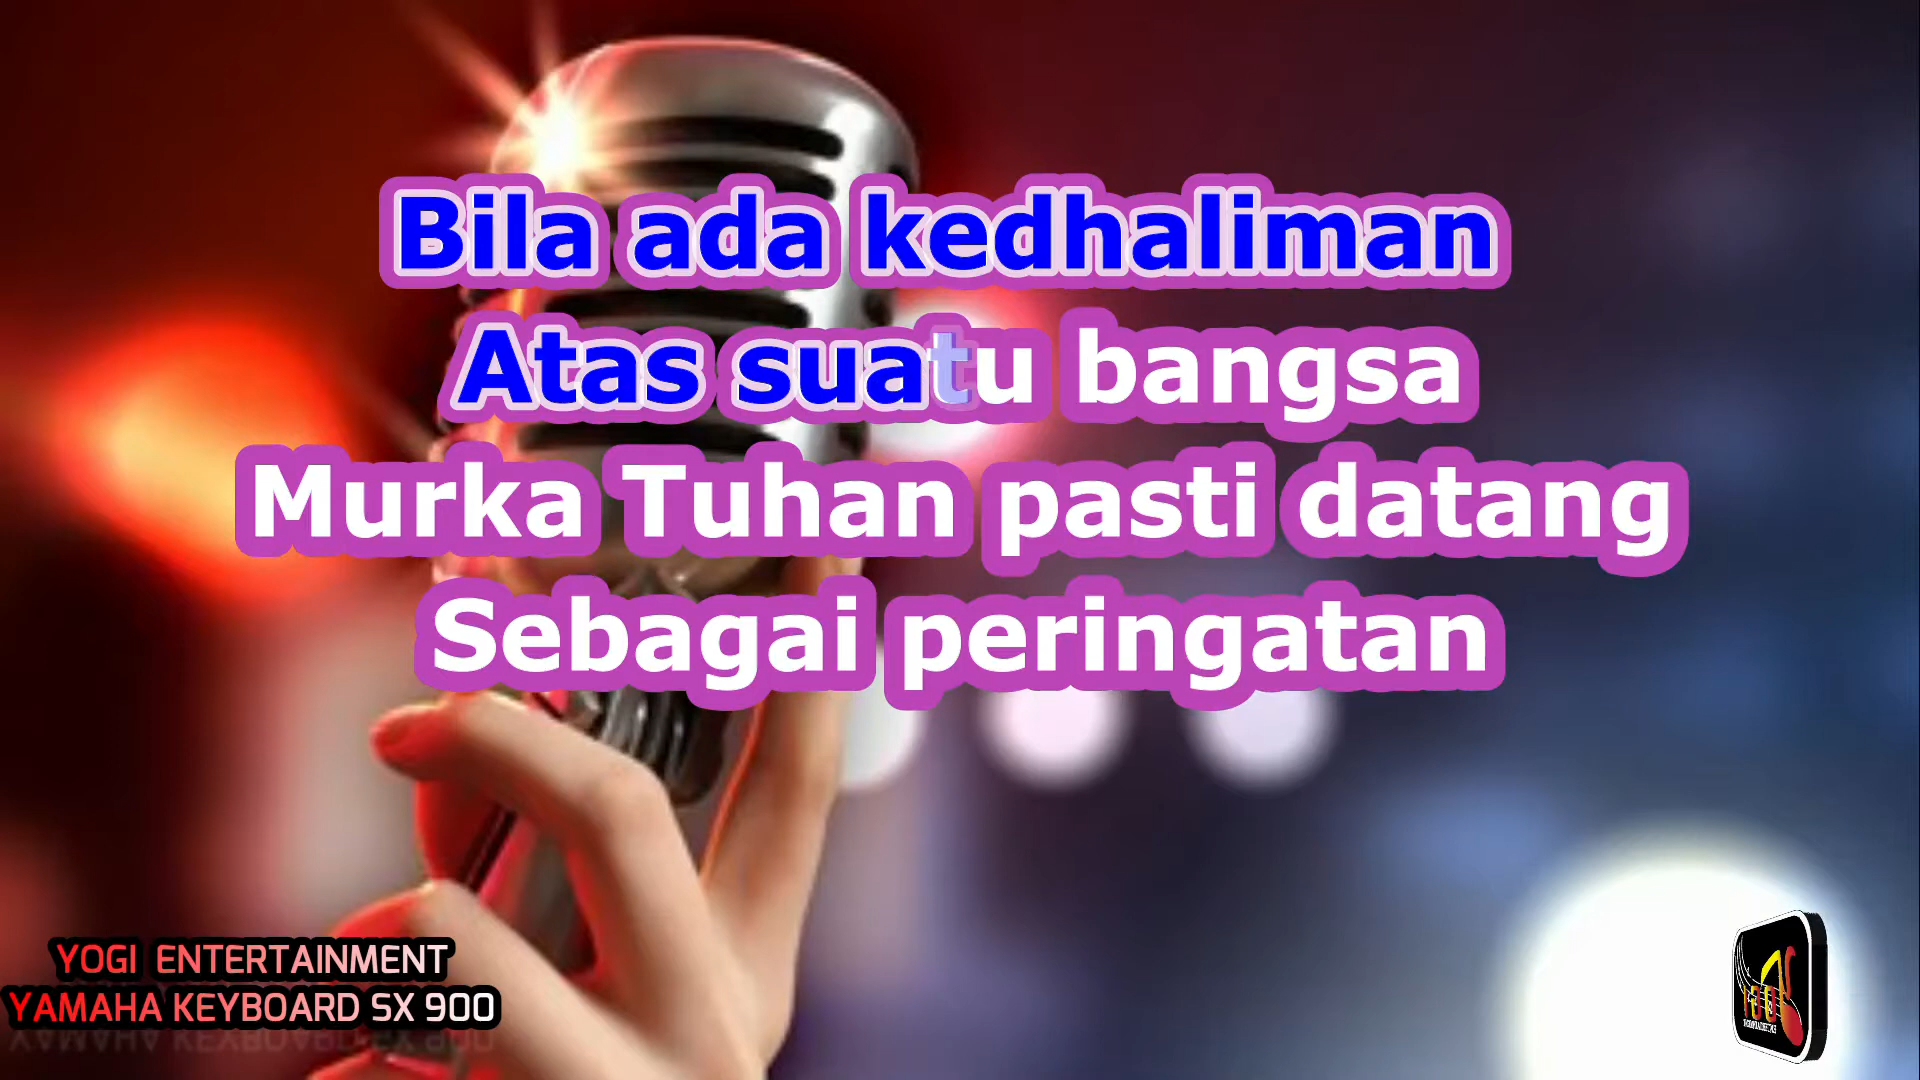 Bila ada kedhaliman
Atas suatu bangsa
Murka Tuhan pasti datang
Sebagai peringatan
YOGI ENTERTAINMENT
YAMAHA KEYBOARD SX 900